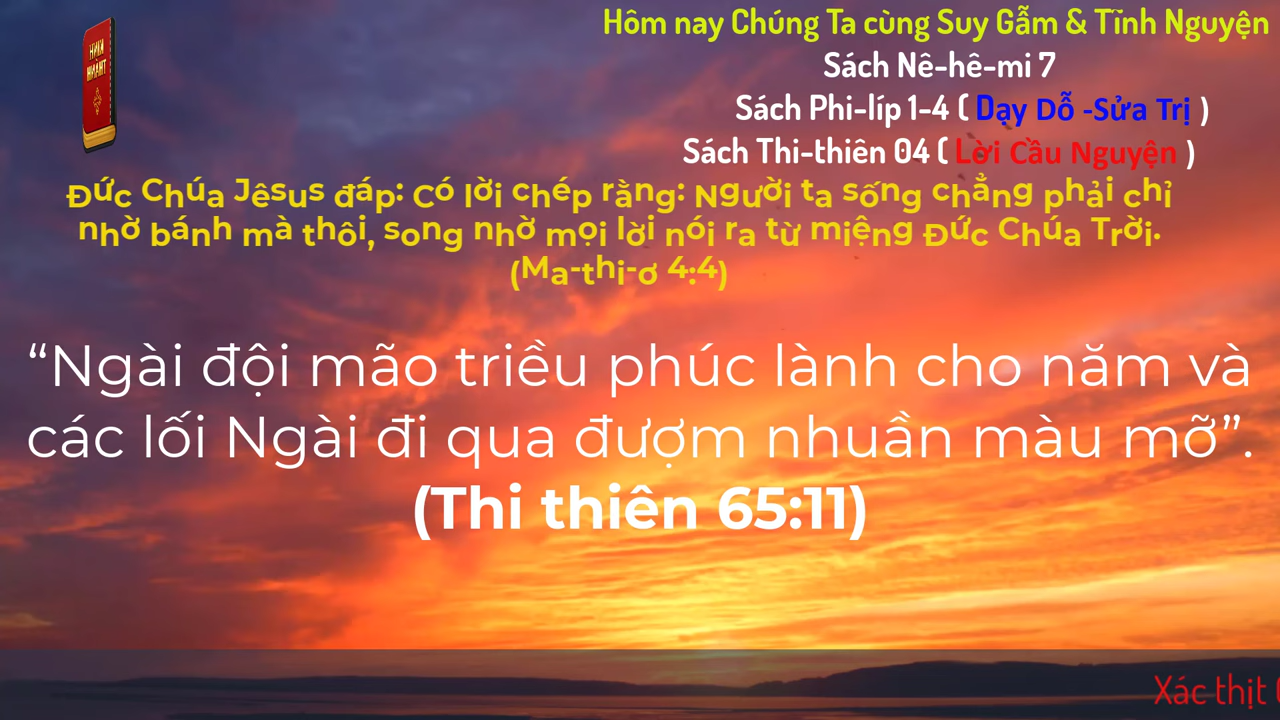 Hôm nay Chúng Ta cùng Suy Gẫm & Tĩnh Nguyện
Sách Nê-hê-mi 7
Sách Phi-líp 1-4 ( Dạy Dỗ -Sửa Trị )
Sách Thi-thiên 04 ( Lời Cầu Nguyện )
Đức Chúa Jêsus đáp: Có lời chép rằng: Người ta sống chẳng phải chỉ
nhờ bánh mà thôi, song nhờ mọi lời nói ra từ miệng Đức Chúa Trời.
(Ma-thi-ơ 4:4)
“Ngài đội mão triều phúc lành cho năm và
các lối Ngài đi qua đượm nhuần màu mỡ”.
(Thi thiên 65:11)
Xác thịt